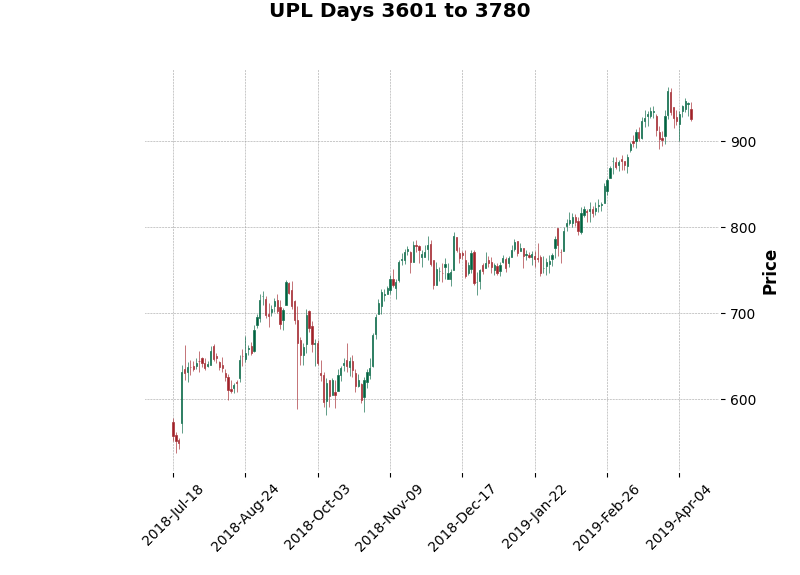 UPL Days 3601 to 3780
900
800
700
600
Price
2018-Jul-18
2018-Aug-24
2018-Oct-03
2018-Nov-09
2018-Dec-17
2019-Jan-22
2019-Feb-26
2019-Apr-04